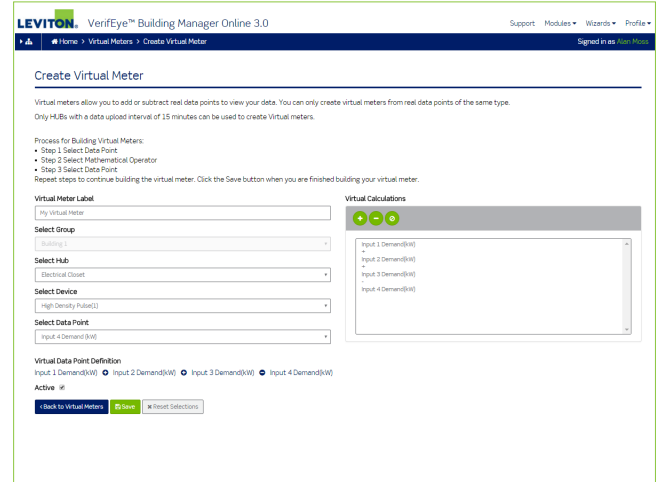 LEVITON. VerifEye™ Building Manager Online 3.0
Support Modules Wizards Profile
Home > Virtual Meters > Create Virtual Meter
Signed in as Alan Moss
Create Virtual Meter
Virtual meters allow you to add or subtract real data points to view your data. You can only create virtual meters from real data points of the same type.
Only HUBs with a data upload interval of 15 minutes can be used to create Virtual meters.
Process for Building Virtual Meters:
• Step 1 Select Data Point
• Step 2 Select Mathematical Operator
• Step 3 Select Data Point
Repeat steps to continue building the virtual meter. Click the Save button when you are finished building your virtual meter.
Virtual Meter Label
My Virtual Meter
Select Group
Building 1
Select Hub
Electrical Closet
Select Device
High Density Pulse(1)
Select Data Point
Input 4 Demand (kW)
Virtual Calculations
Input 1 Demand(kW)
+
Input 2 Demand(kW)
+
Input 3 Demand(kW)
-
Input 4 Demand(kW)
Virtual Data Point Definition
Input 1 Demand(kW) + Input 2 Demand(kW) + Input 3 Demand(kW) - Input 4 Demand(kW)
Active
<Back to Virtual Meters Save Reset Selections